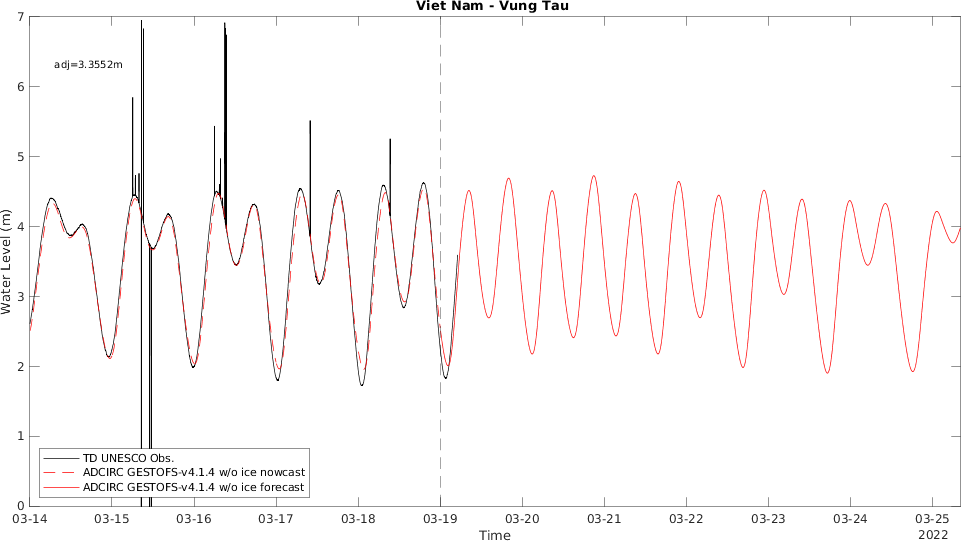 Viet Nam - Vung Tau
7
6
5
4
3
2
1
0
Water Level (m)
adj=3.3552m
TD UNESCO Obs.
ADCIRC GESTOFS-v4.1.4 w/o ice nowcast
ADCIRC GESTOFS-v4.1.4 w/o ice forecast
03-14 03-15 03-16 03-17 03-18 03-19 03-20 03-21 03-22 03-23 03-24 03-25
Time
2022